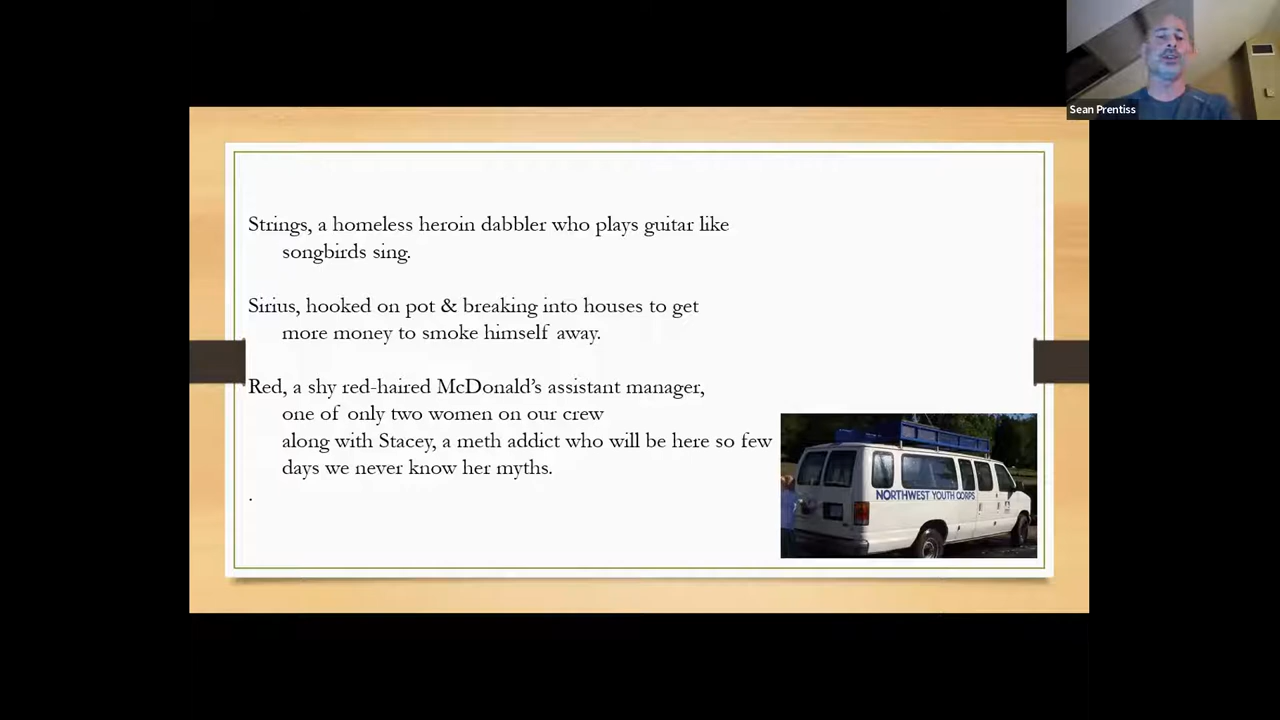 Sean Prentiss
Strings, a homeless heroin dabbler who plays guitar like
songbirds sing.
Sirius, hooked on pot & breaking into houses to get
more money to smoke himself away.
Red, a shy red-haired McDonald’s assistant manager,
one of only two women on our crew
along with Stacey, a meth addict who will be here so few
days we never know her myths.
.
NORTHWEST YOUTH CORPS